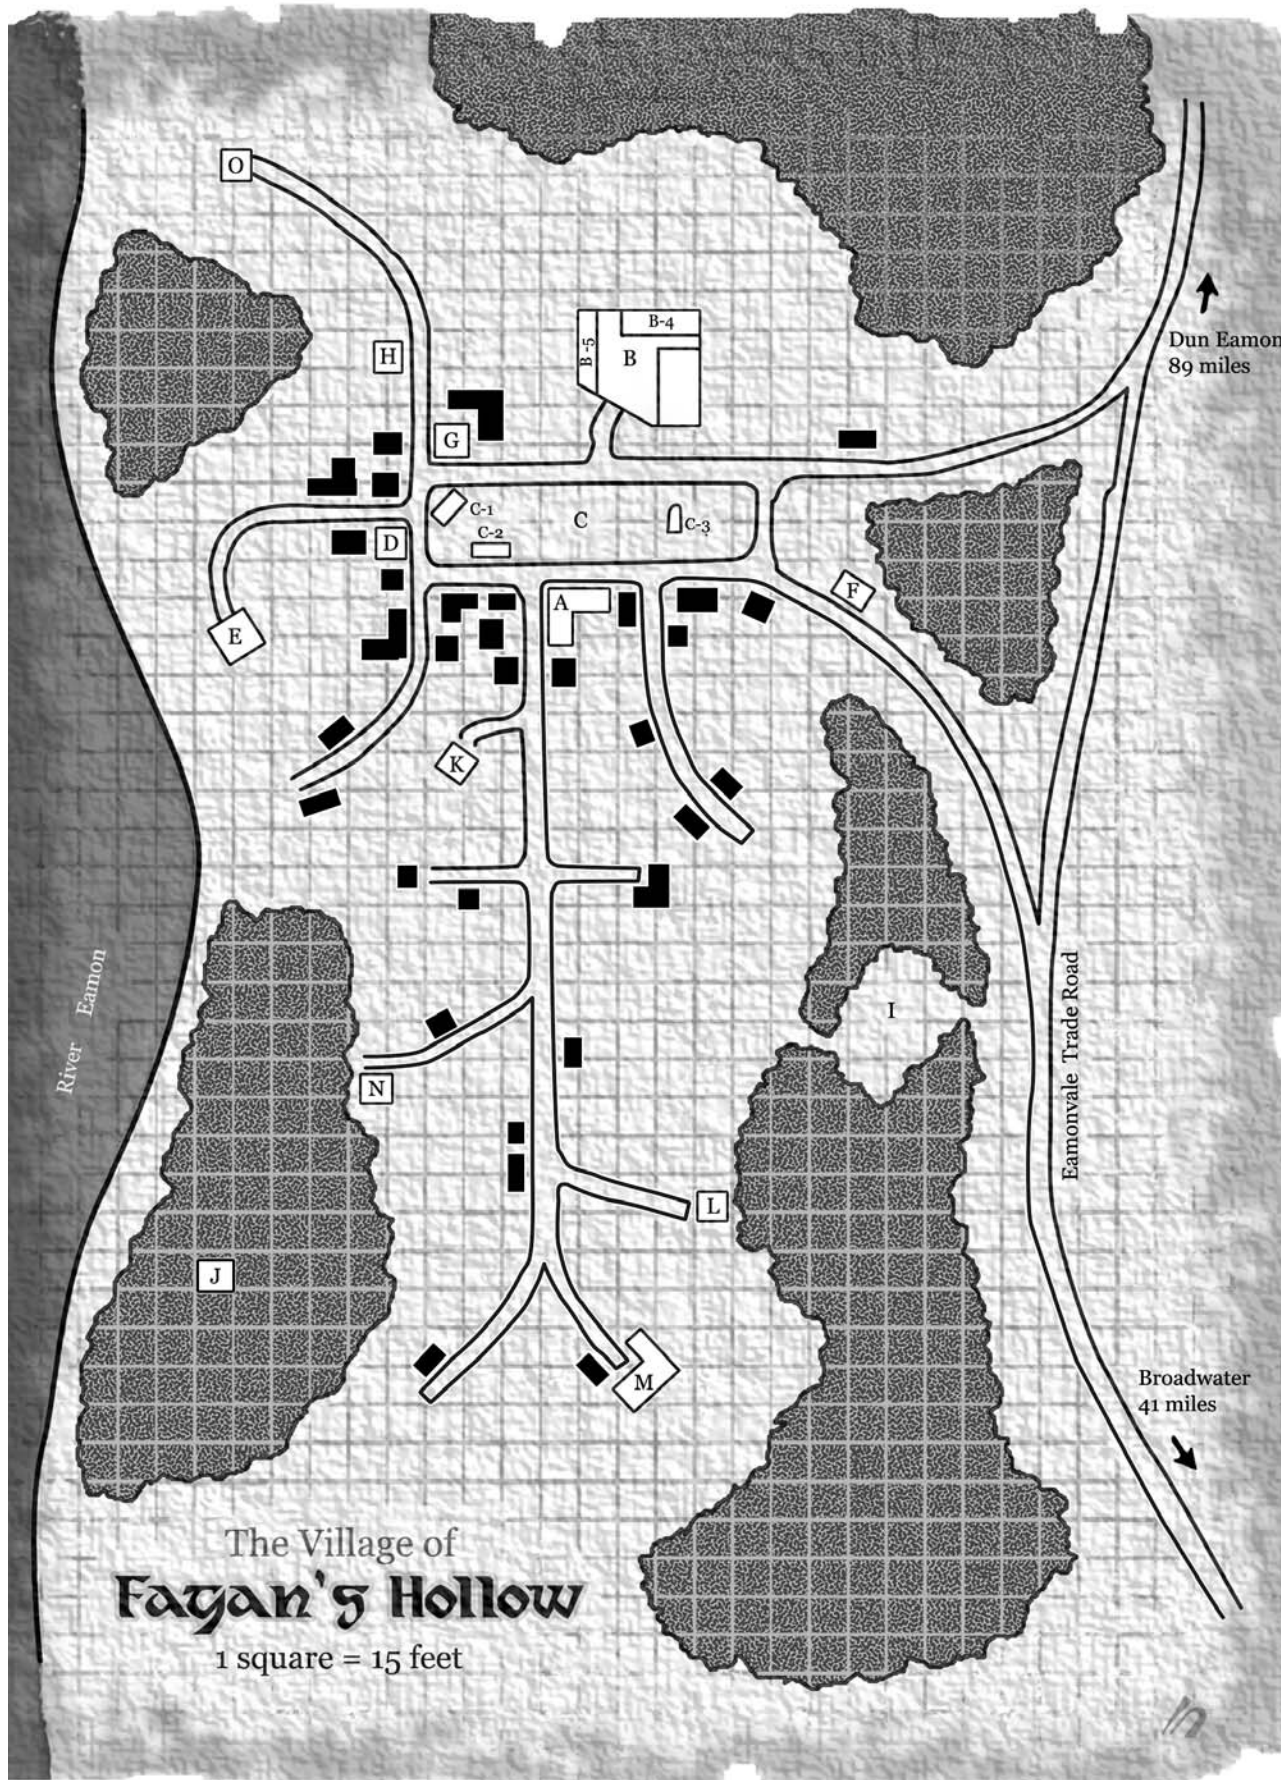 O
B-4
B-5
B
H
Dun Eamon
89 miles
G
C-1
C
C-2
C-3
D
A
F
E
K
River Eamon
Eamonvale Trade Road
I
N
L
J
M
Broadwater
41 miles
The Village of
Fagan's Hollow
1 square = 15 feet